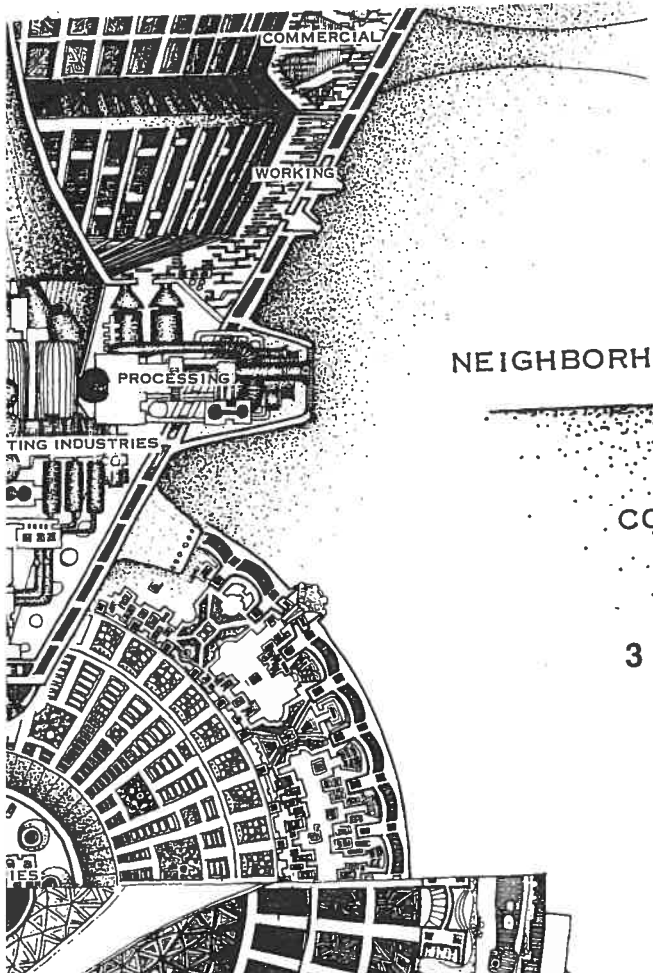 COMMERCIAL
WORKING
NEIGHBORH
PROCESSING
TING INDUSTRIES
CO
3
IES